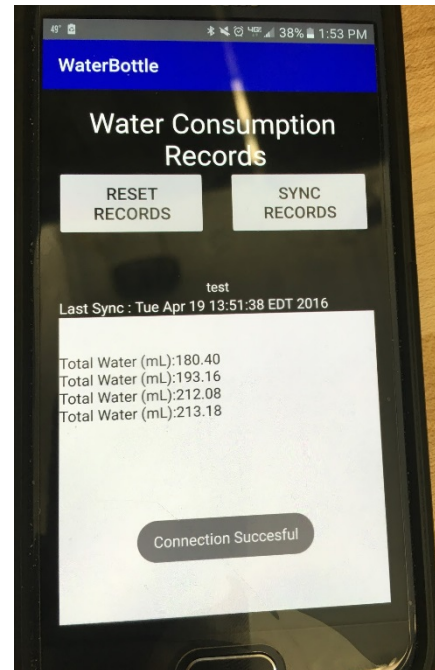 49° 38% 1:53 PM
WaterBottle
Water Consumption
Records
RESET
RECORDS
SYNC
RECORDS
test
Last Sync : Tue Apr 19 13:51:38 EDT 2016
Total Water (mL):180.40
Total Water (mL):193.16
Total Water (mL):212.08
Total Water (mL):213.18
Connection Succesful